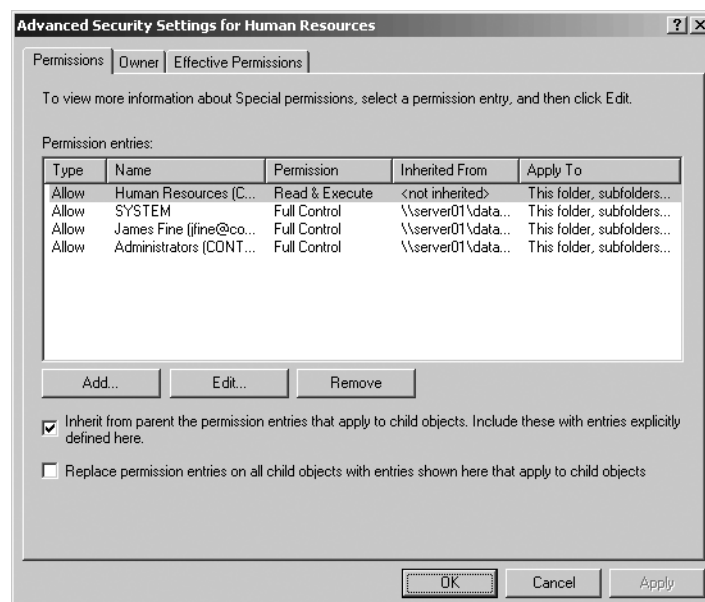 Advanced Security Settings for Human Resources
Permissions Owner Effective Permissions
To view more information about Special permissions, select a permission entry, and then click Edit.
Permission entries:
Type Name Permission Inherited From Apply To
Allow Human Resources (C... Read & Execute <not inherited> This folder, subfolders...
Allow SYSTEM Full Control \\server01\data... This folder, subfolders...
Allow James Fine (jfine@co... Full Control \\server01\data... This folder, subfolders...
Allow Administrators (CONT... Full Control \\server01\data... This folder, subfolders...
Add... Edit... Remove
Inherit from parent the permission entries that apply to child objects. Include these with entries explicitly
defined here.
Replace permission entries on all child objects with entries shown here that apply to child objects
OK Cancel Apply